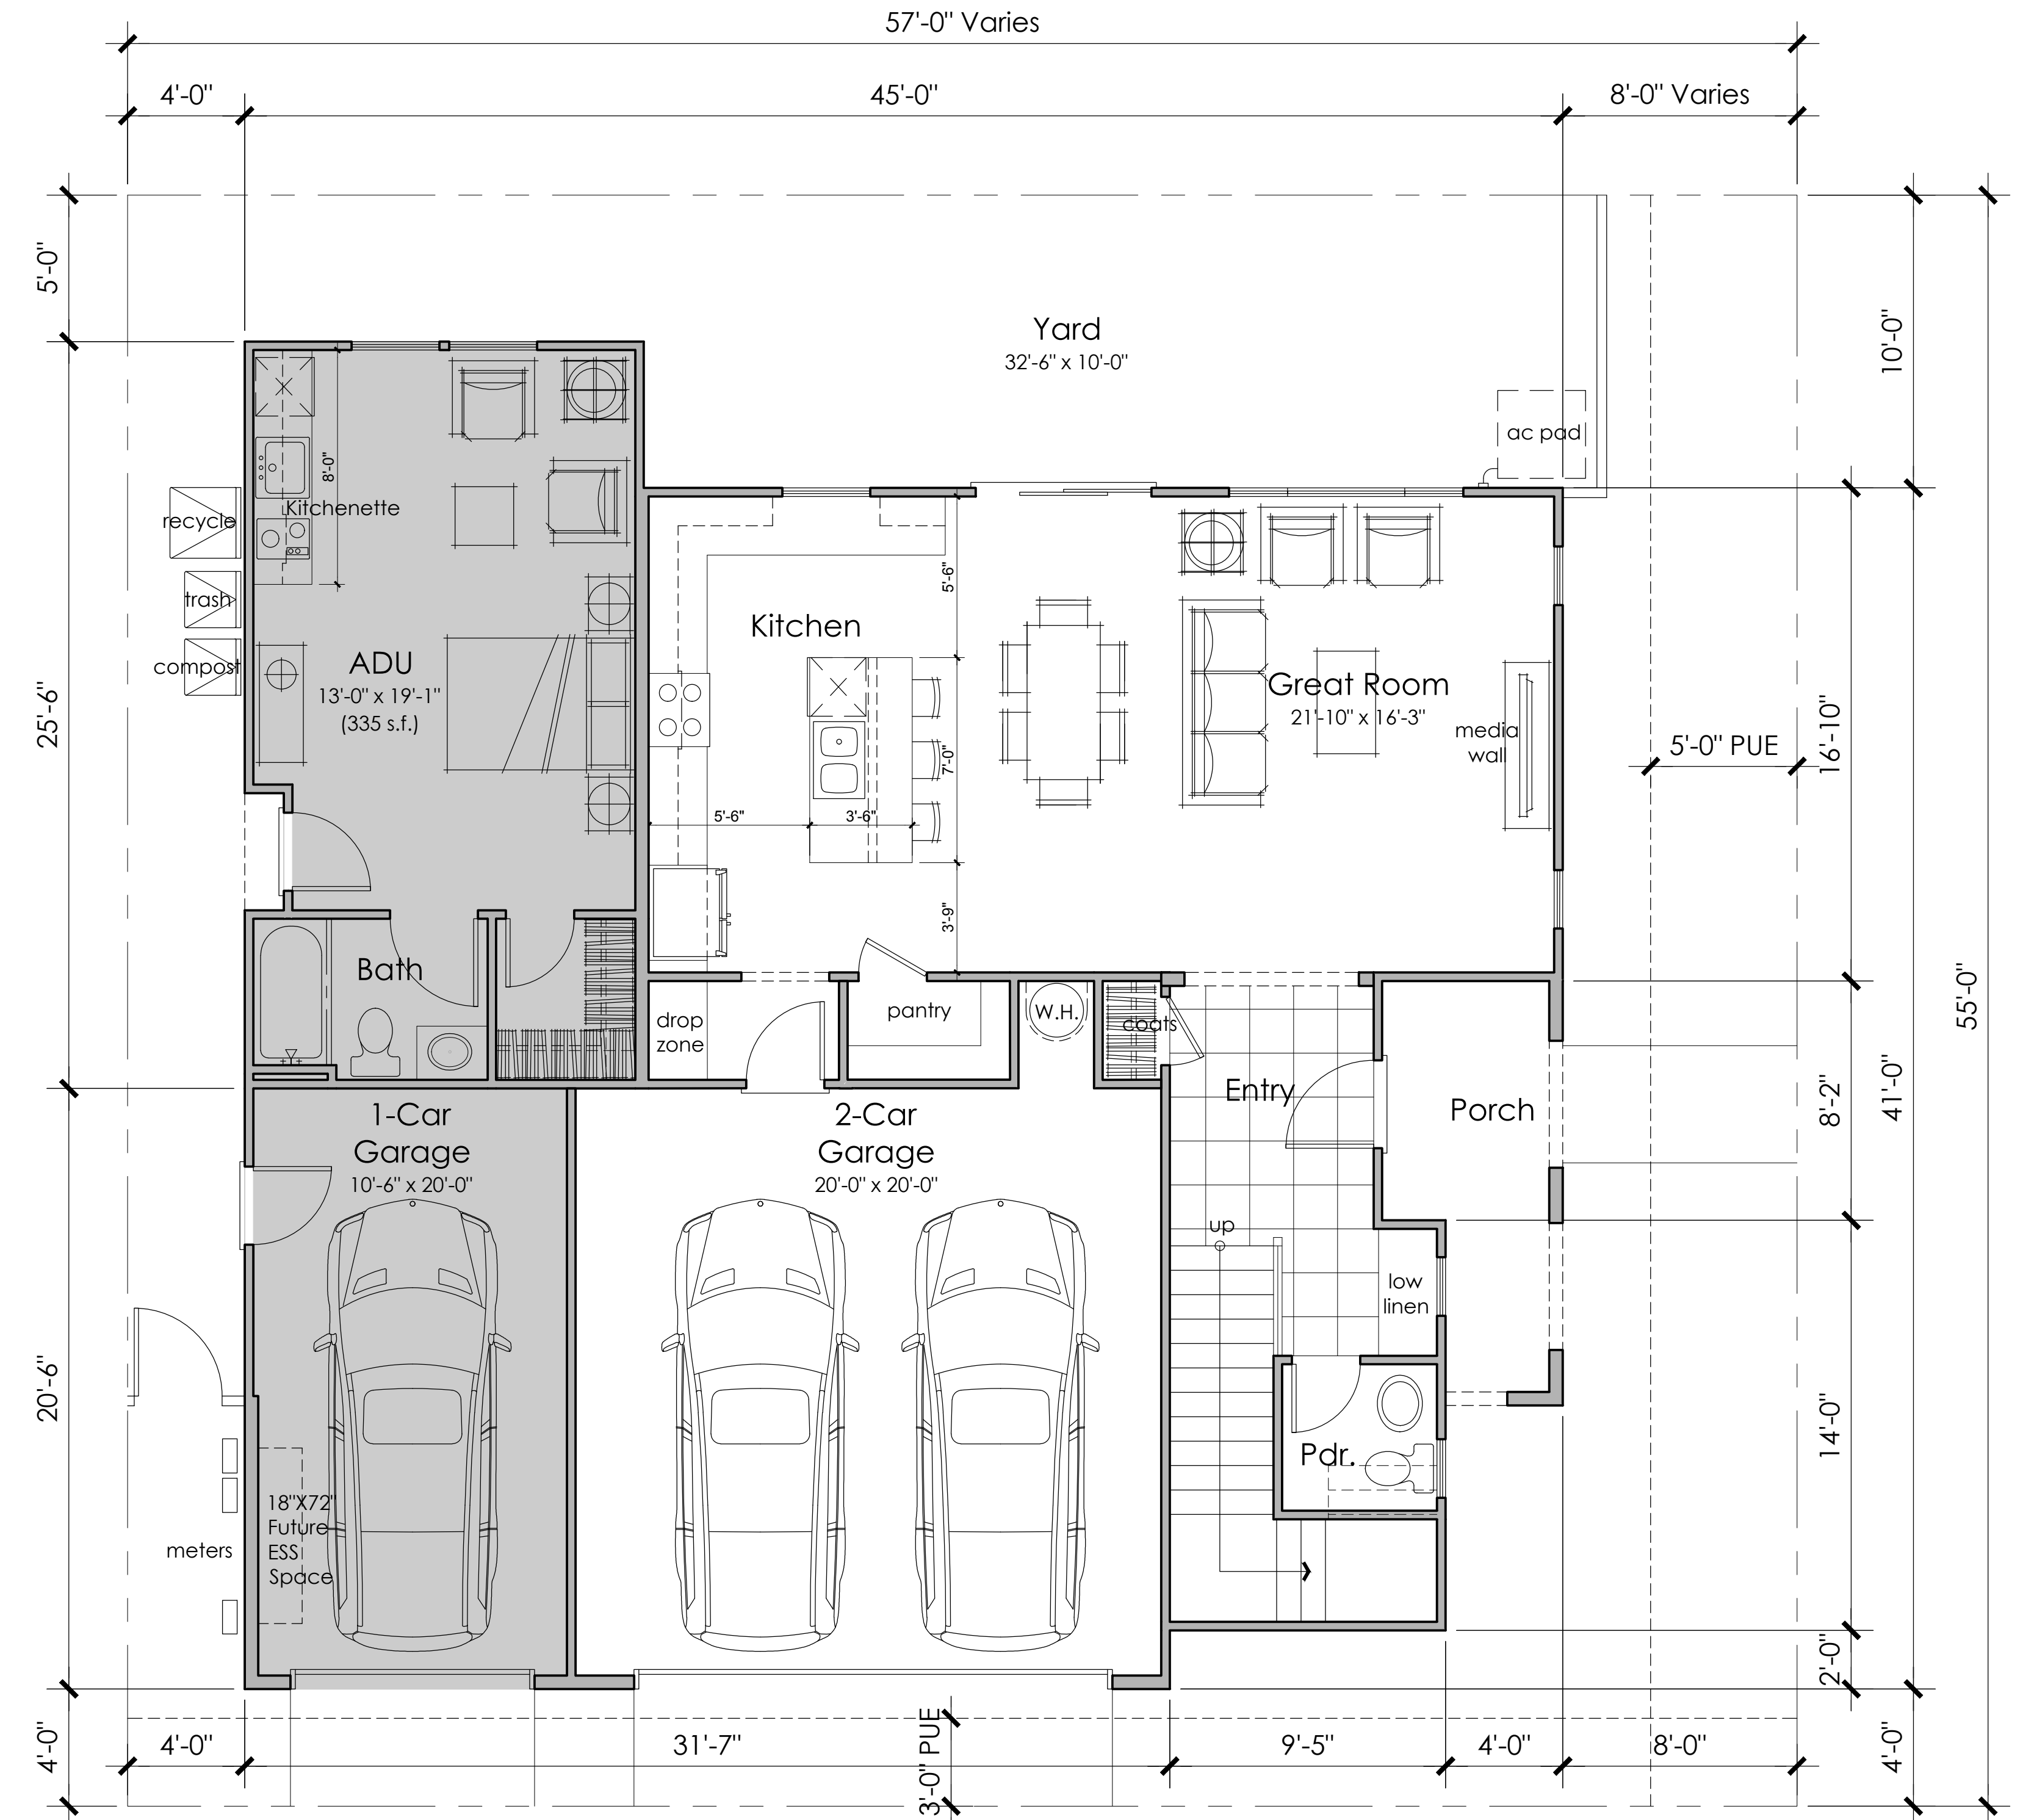 57'-0" Varies
4'-0"
45'-0"
8'-0" Varies
5'-0"
10'-0"
Yard
32'-6" x 10'-0"
ac pad
8'-0"
Kitchenette
recycle
trash
compost
ADU
13'-0" x 19'-1"
(335 s.f.)
25'-6"
Kitchen
5'-6"
7'-0"
5'-6"
3'-6"
3'-9"
Great Room
21'-10" x 16'-3"
media
wall
5'-0" PUE
16'-10"
55'-0"
41'-0"
Bath
drop
zone
pantry
W.H.
coats
Entry
Porch
8'-2"
1-Car
Garage
10'-6" x 20'-0"
2-Car
Garage
20'-0" x 20'-0"
up
low
linen
20'-6"
Pdr.
14'-0"
18"X72"
Future
ESS
Space
meters
2'-0"
4'-0"
4'-0"
31'-7"
3'-0" PUE
9'-5"
4'-0"
8'-0"
4'-0"